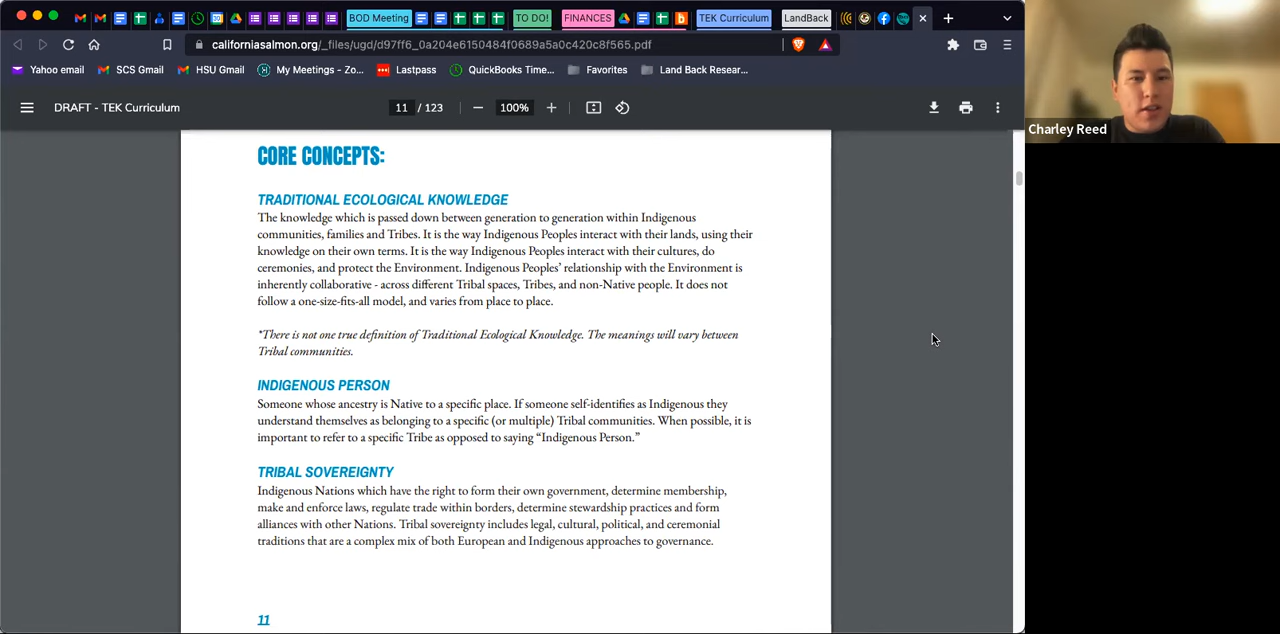 BOD Meeting
TO DO!
FINANCES
TEK Curriculum
LandBack
californiasalmon.org/_files/ugd/d97ff6_0a204e6150484f0689a5a0c420c8f565.pdf
Yahoo email SCS Gmail HSU Gmail My Meetings - Zo... Lastpass QuickBooks Time... Favorites Land Back Resear...
DRAFT - TEK Curriculum 11 / 123 100%
Charley Reed
CORE CONCEPTS:
TRADITIONAL ECOLOGICAL KNOWLEDGE
The knowledge which is passed down between generation to generation within Indigenous
communities, families and Tribes. It is the way Indigenous Peoples interact with their lands, using their
knowledge on their own terms. It is the way Indigenous Peoples interact with their cultures, do
ceremonies, and protect the Environment. Indigenous Peoples’ relationship with the Environment is
inherently collaborative - across different Tribal spaces, Tribes, and non-Native people. It does not
follow a one-size-fits-all model, and varies from place to place.
*There is not one true definition of Traditional Ecological Knowledge. The meanings will vary between
Tribal communities.
INDIGENOUS PERSON
Someone whose ancestry is Native to a specific place. If someone self-identifies as Indigenous they
understand themselves as belonging to a specific (or multiple) Tribal communities. When possible, it is
important to refer to a specific Tribe as opposed to saying “Indigenous Person.”
TRIBAL SOVEREIGNTY
Indigenous Nations which have the right to form their own government, determine membership,
make and enforce laws, regulate trade within borders, determine stewardship practices and form
alliances with other Nations. Tribal sovereignty includes legal, cultural, political, and ceremonial
traditions that are a complex mix of both European and Indigenous approaches to governance.
11